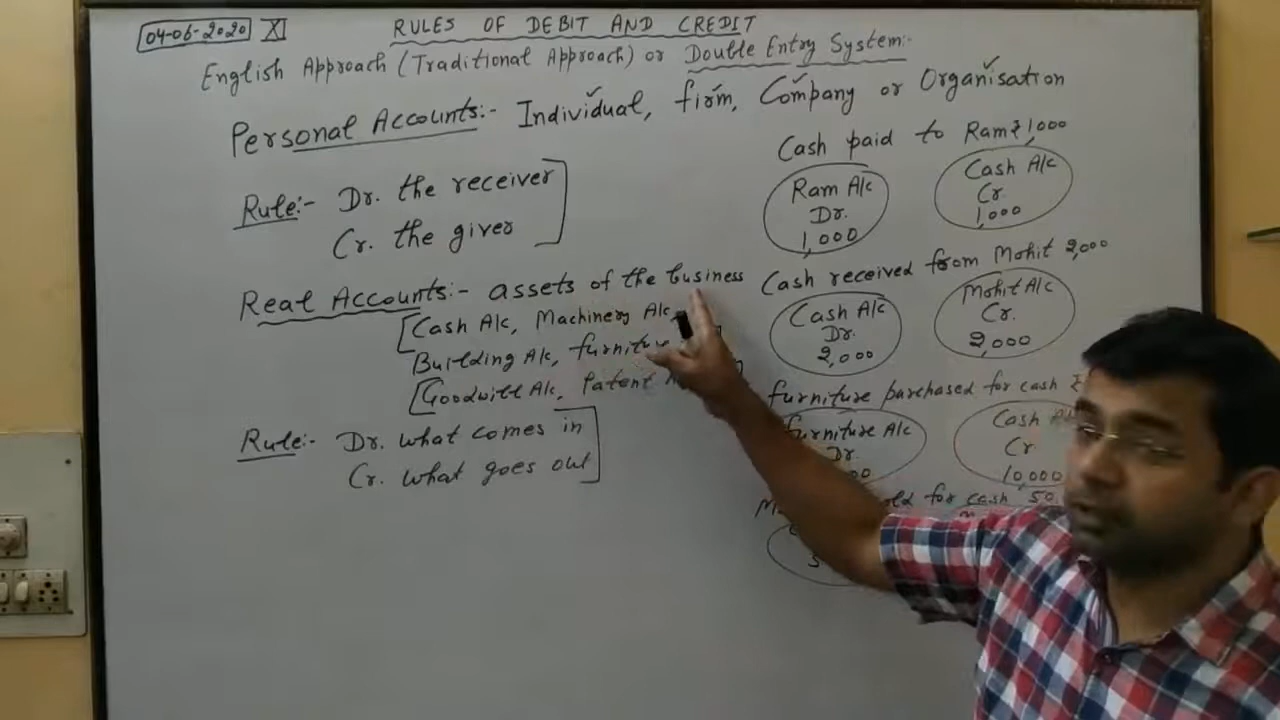 04-06-2020 XI
RULES OF DEBIT AND CREDIT
English Approach (Traditional Approach) or Double Entry System:-
Personal Accounts:- Individual, firm, Company or Organisation
Rule:- Dr. the receiver
Cr. the giver
Real Accounts:- assets of the business
[Cash A/c, Machinery A/c,
Building A/c, furniture
[Goodwill A/c, Patent
Rule:- Dr. what comes in
Cr. what goes out
Cash paid to Ram ₹1,000
Ram A/c
Dr.
1,000
Cash A/c
Cr.
1,000
Cash received from Mohit 2,000
Cash A/c
Dr.
2,000
Mohit A/c
Cr.
2,000
furniture purchased for cash ₹
furniture A/c
Dr
Cash
Cr
10,000
for cash